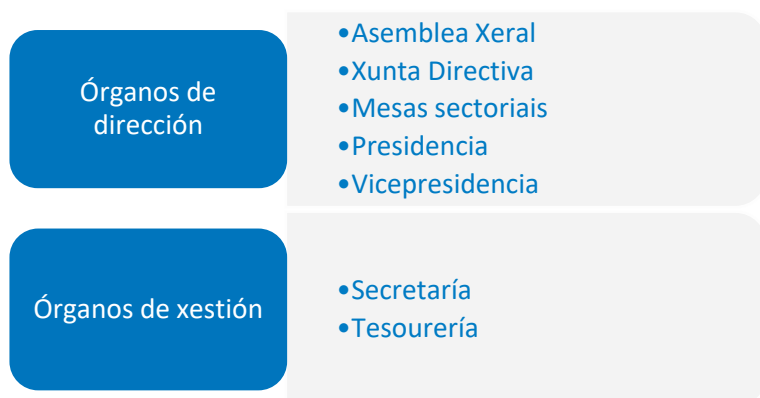 Órganos de
dirección
•Asemblea Xeral
•Xunta Directiva
•Mesas sectoriais
•Presidencia
•Vicepresidencia
Órganos de xestión
•Secretaría
•Tesourería